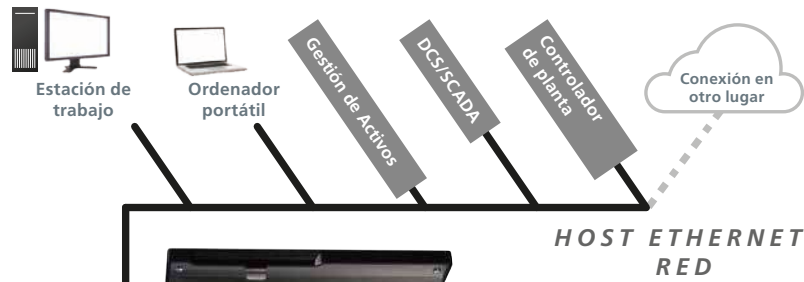 Estación de
trabajo
Ordenador
portátil
Gestión de Activos
DCS/SCADA
Controlador
de planta
Conexión en
otro lugar
HOST ETHERNET
RED